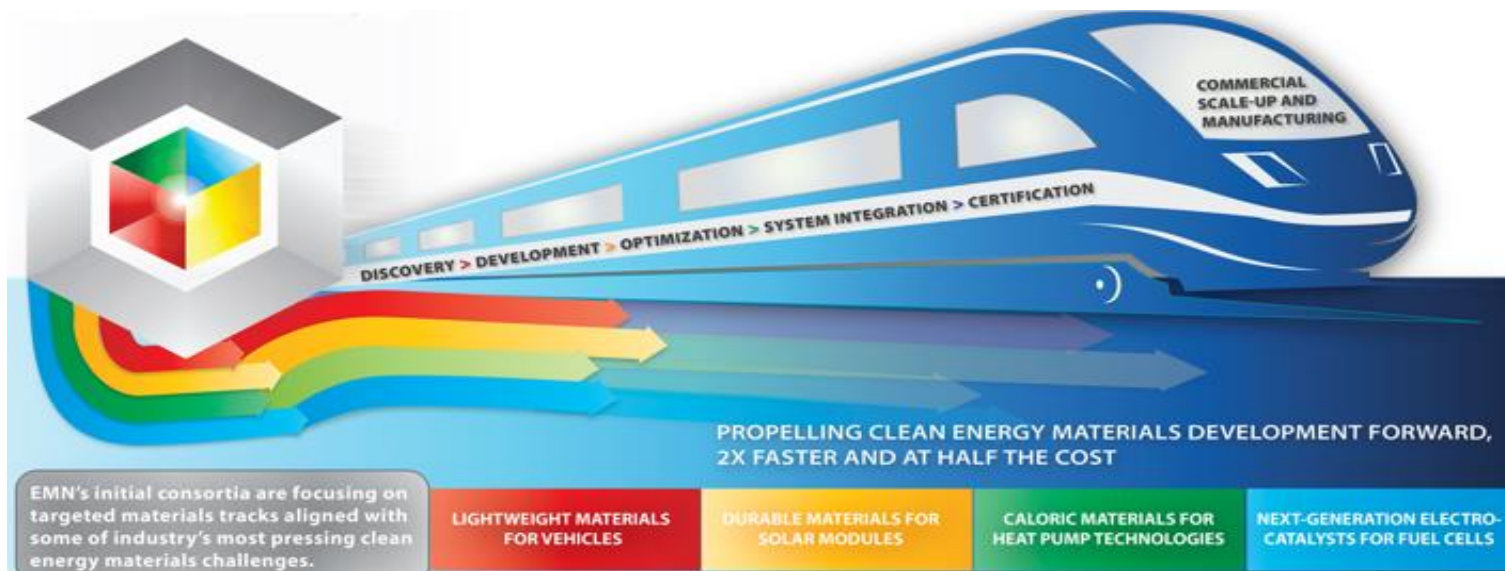 COMMERCIAL
SCALE-UP AND
MANUFACTURING
DISCOVERY > DEVELOPMENT > OPTIMIZATION > SYSTEM INTEGRATION > CERTIFICATION
PROPELLING CLEAN ENERGY MATERIALS DEVELOPMENT FORWARD,
2X FASTER AND AT HALF THE COST
EMN's initial consortia are focusing on
targeted materials tracks aligned with
some of industry's most pressing clean
energy materials challenges.
LIGHTWEIGHT MATERIALS
FOR VEHICLES
DURABLE MATERIALS FOR
SOLAR MODULES
CALORIC MATERIALS FOR
HEAT PUMP TECHNOLOGIES
NEXT-GENERATION ELECTRO-
CATALYSTS FOR FUEL CELLS